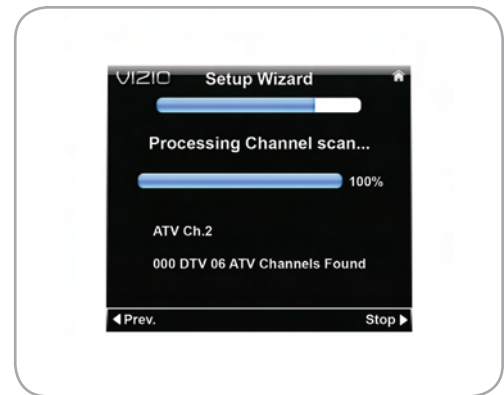 VIZIO Setup Wizard
Processing Channel scan...
100%
ATV Ch.2
000 DTV 06 ATV Channels Found
Prev. Stop